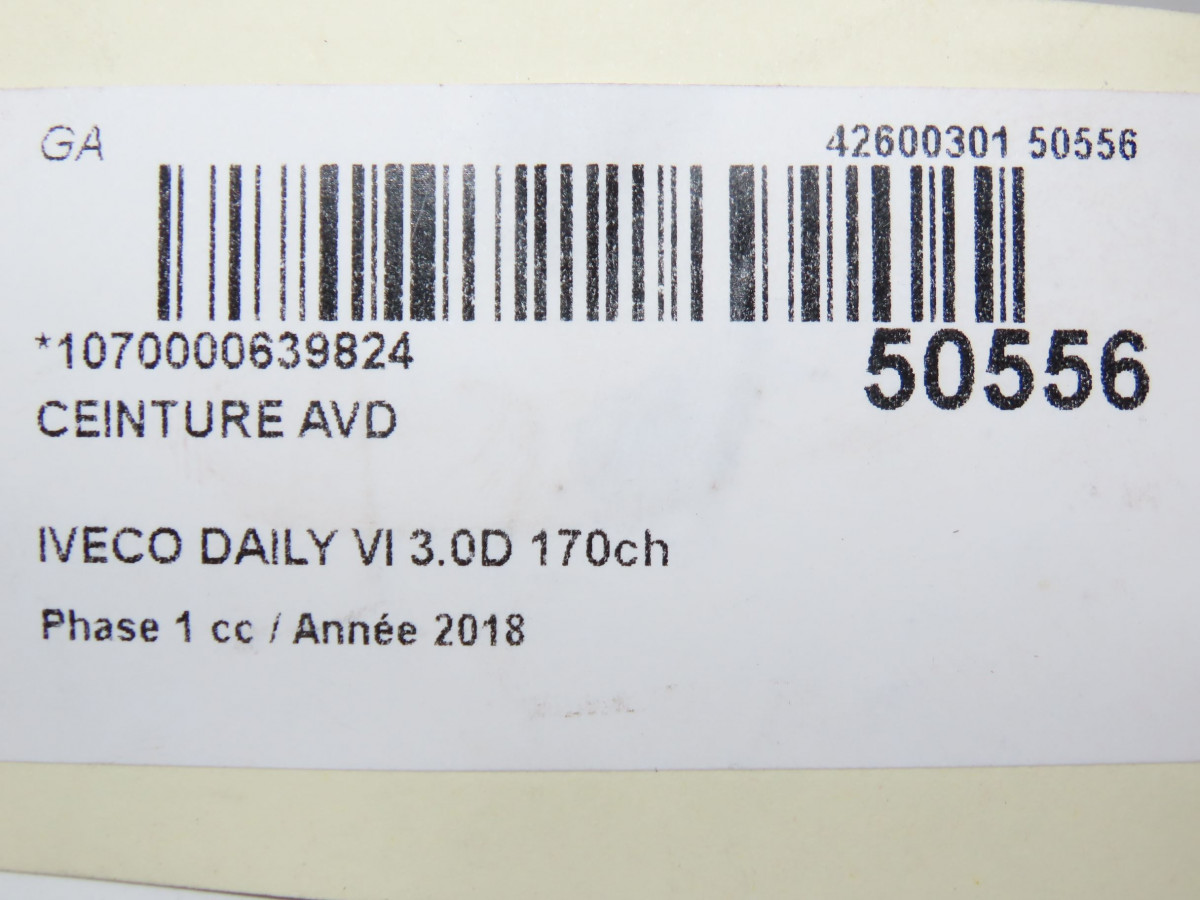 GA
42600301 50556
*1070000639824
50556
CEINTURE AVD
IVECO DAILY VI 3.0D 170ch
Phase 1 cc / Année 2018